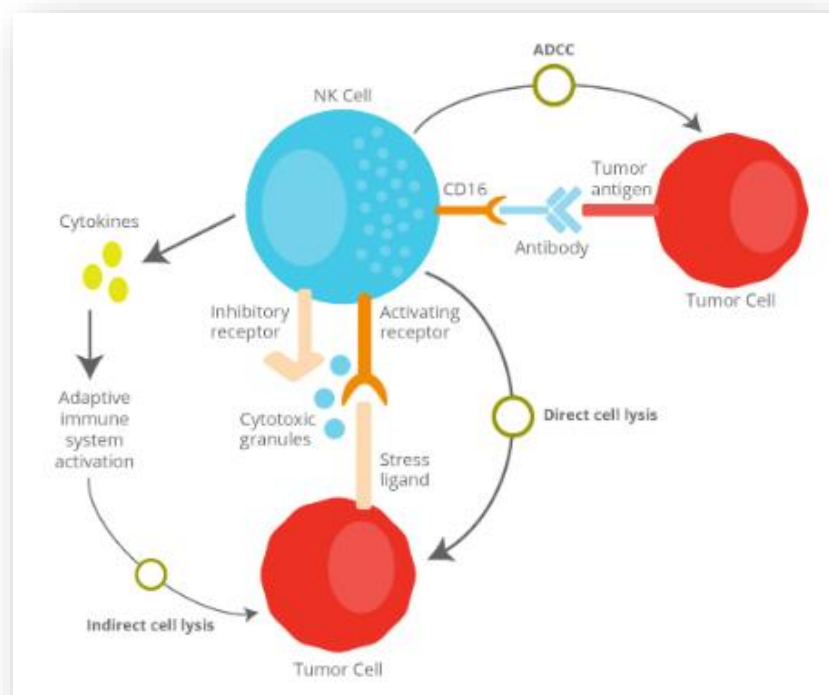 ADCC
NK Cell
CD16
Tumor
antigen
Antibody
Tumor Cell
Cytokines
Inhibitory
receptor
Activating
receptor
Adaptive
immune
system
activation
Cytotoxic
granules
Direct cell lysis
Stress
ligand
Indirect cell lysis
Tumor Cell